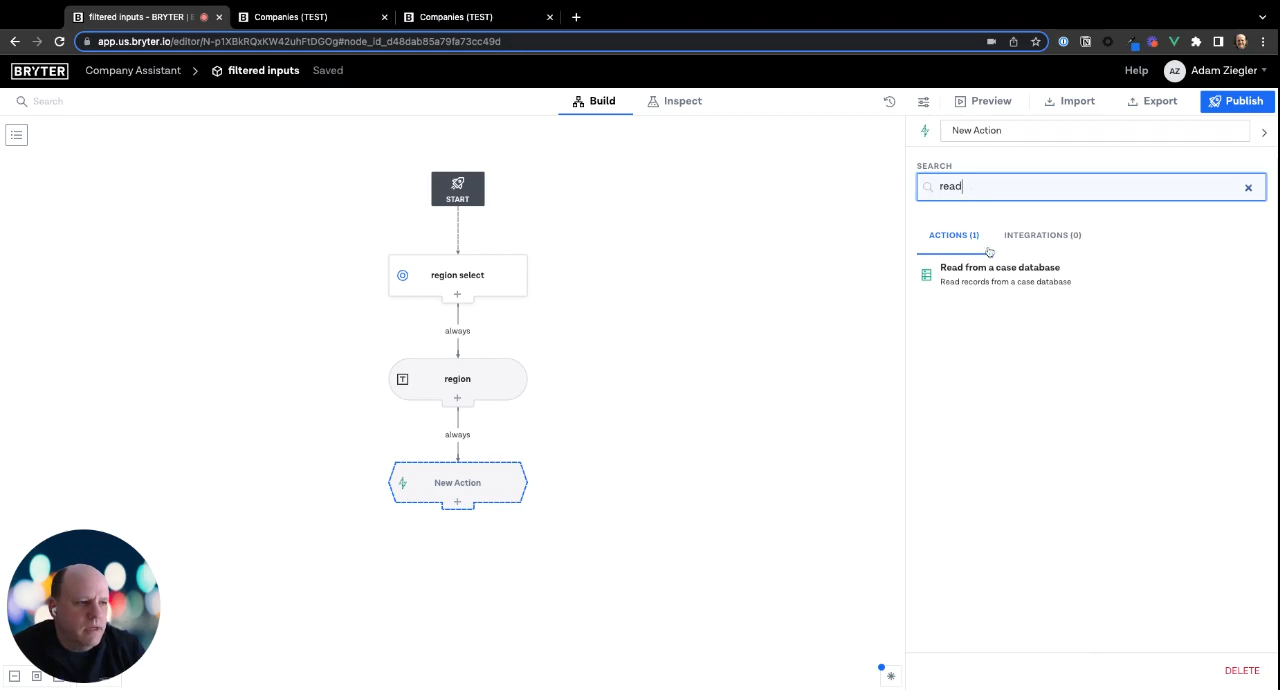 filtered inputs - BRYTER | E
Companies (TEST)
Companies (TEST)
app.us.bryter.io/editor/N-p1XBkRQxKW42uhFtDGOg#node_id_d48dab85a79fa73cc49d
BRYTER
Company Assistant
filtered inputs
Saved
Help
AZ
Adam Ziegler
Search
Build
Inspect
Preview
Import
Export
Publish
New Action
SEARCH
read
ACTIONS (1)
INTEGRATIONS (0)
Read from a case database
Read records from a case database
START
region select
always
region
always
New Action
DELETE